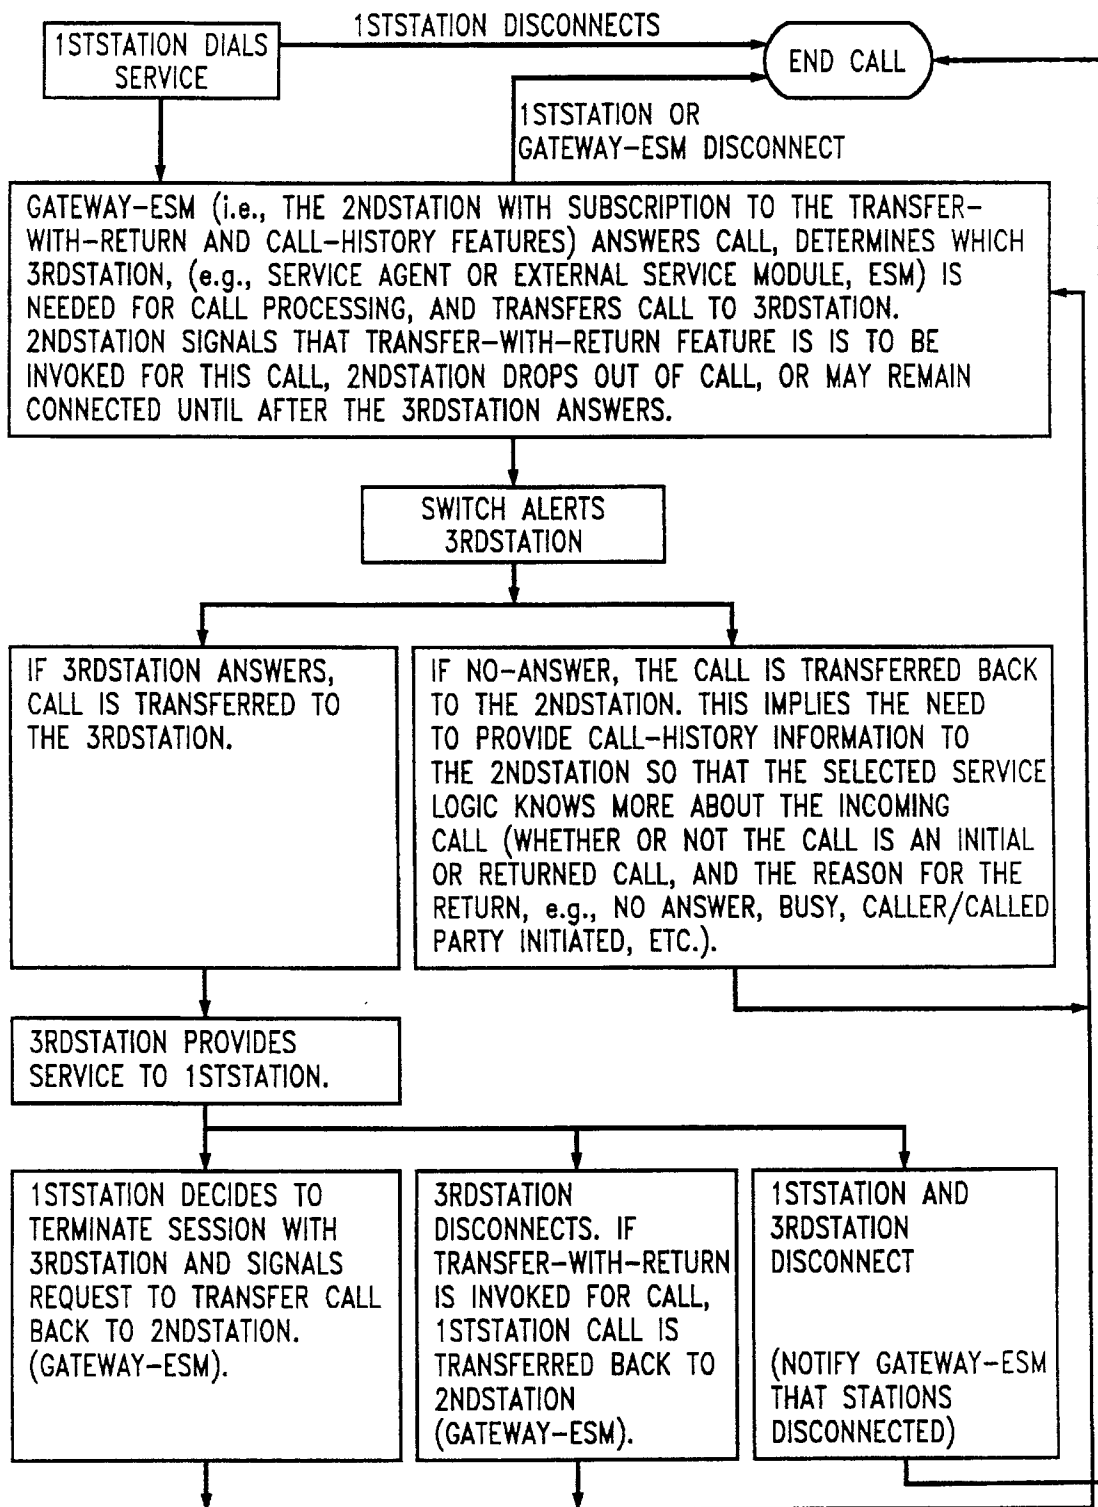 1STSTATION DIALS
SERVICE
1STSTATION DISCONNECTS
END CALL
1STSTATION OR
GATEWAY-ESM DISCONNECT
GATEWAY-ESM (i.e., THE 2NDSTATION WITH SUBSCRIPTION TO THE TRANSFER-
WITH-RETURN AND CALL-HISTORY FEATURES) ANSWERS CALL, DETERMINES WHICH
3RDSTATION, (e.g., SERVICE AGENT OR EXTERNAL SERVICE MODULE, ESM) IS
NEEDED FOR CALL PROCESSING, AND TRANSFERS CALL TO 3RDSTATION.
2NDSTATION SIGNALS THAT TRANSFER-WITH-RETURN FEATURE IS IS TO BE
INVOKED FOR THIS CALL, 2NDSTATION DROPS OUT OF CALL, OR MAY REMAIN
CONNECTED UNTIL AFTER THE 3RDSTATION ANSWERS.
SWITCH ALERTS
3RDSTATION
IF 3RDSTATION ANSWERS,
CALL IS TRANSFERRED TO
THE 3RDSTATION.
IF NO-ANSWER, THE CALL IS TRANSFERRED BACK
TO THE 2NDSTATION. THIS IMPLIES THE NEED
TO PROVIDE CALL-HISTORY INFORMATION TO
THE 2NDSTATION SO THAT THE SELECTED SERVICE
LOGIC KNOWS MORE ABOUT THE INCOMING
CALL (WHETHER OR NOT THE CALL IS AN INITIAL
OR RETURNED CALL, AND THE REASON FOR THE
RETURN, e.g., NO ANSWER, BUSY, CALLER/CALLED
PARTY INITIATED, ETC.).
3RDSTATION PROVIDES
SERVICE TO 1STSTATION.
1STSTATION DECIDES TO
TERMINATE SESSION WITH
3RDSTATION AND SIGNALS
REQUEST TO TRANSFER CALL
BACK TO 2NDSTATION.
(GATEWAY-ESM).
3RDSTATION
DISCONNECTS. IF
TRANSFER-WITH-RETURN
IS INVOKED FOR CALL,
1STSTATION CALL IS
TRANSFERRED BACK TO
2NDSTATION
(GATEWAY-ESM).
1STSTATION AND
3RDSTATION
DISCONNECT
(NOTIFY GATEWAY-ESM
THAT STATIONS
DISCONNECTED)